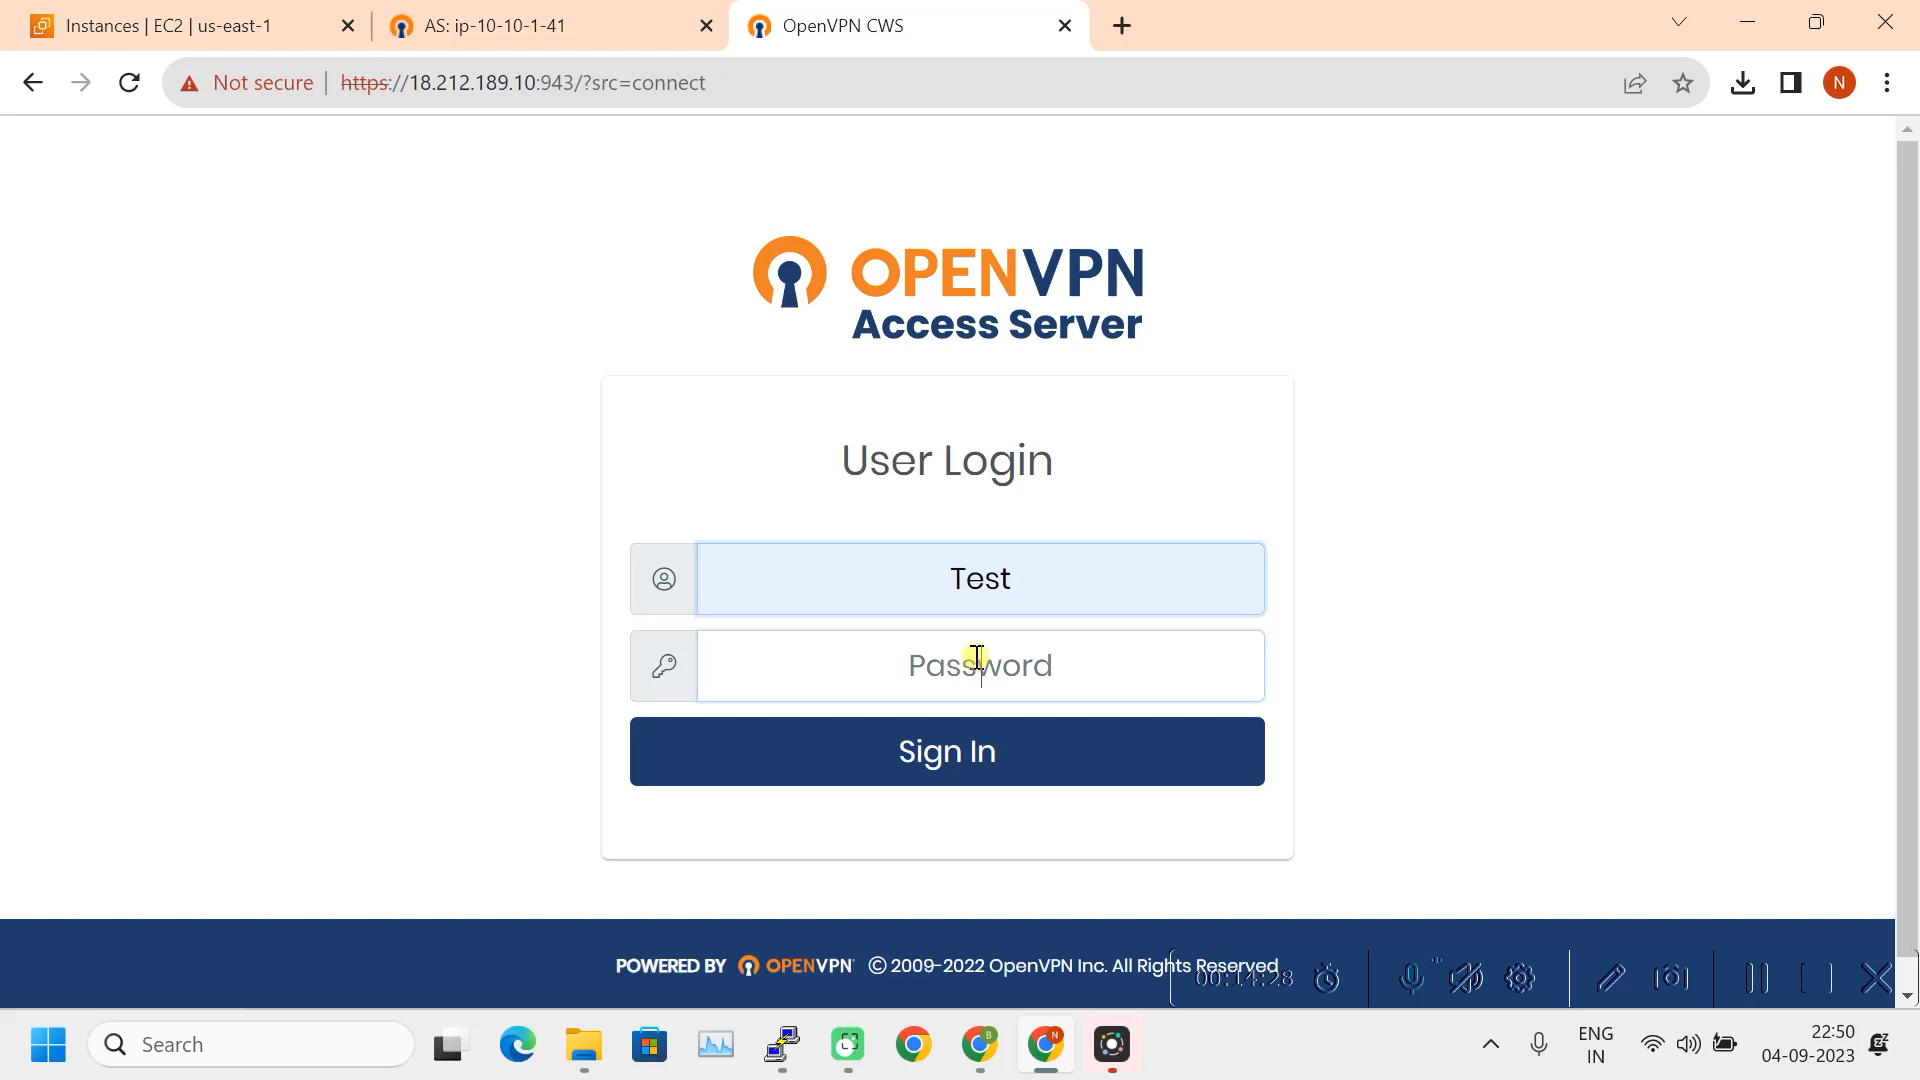 Instances | EC2 | us-east-1
AS: ip-10-10-1-41
OpenVPN CWS
Not secure
https://18.212.189.10:943/?src=connect
N
OPENVPN
Access Server
User Login
Test
Password
Sign In
POWERED BY OPENVPN © 2009-2022 OpenVPN Inc. All Rights Reserved
00:14:28
Search
B
N
ENG
IN
22:50
04-09-2023